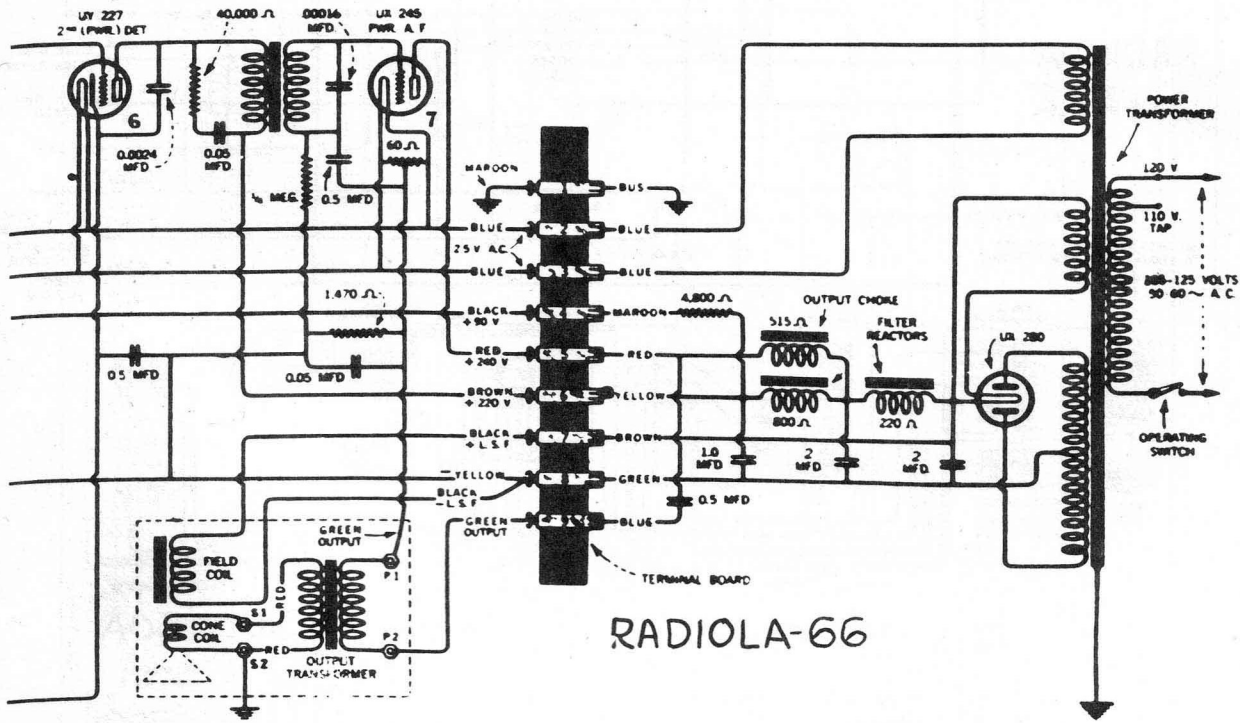 UY 227
2ND (PWR.) DET
40,000 Ω
.00016
MFD.
UX 245
PWR. A. F
6
7
0.0024
MFD
0.05
MFD
MEG.
0.5 MFD
60 Ω
MAROON
BUS
BLUE
BLUE
2.5 V A.C.
BLUE
BLUE
1,470 Ω
BLACK
+90 V
MAROON
4,800 Ω
RED
+240 V
RED
OUTPUT CHOKE
515 Ω
FILTER
REACTORS
UX 280
0.5 MFD
0.05 MFD
BROWN
+220 V
YELLOW
800 Ω
220 Ω
BLACK
+ L.S.F
BROWN
1.0
MFD
2
MFD
2
MFD
YELLOW
GREEN
BLACK
- L.S.F
0.5 MFD
GREEN
OUTPUT
BLUE
GREEN
OUTPUT
TERMINAL BOARD
POWER
TRANSFORMER
120 V
110 V.
TAP
-125 VOLTS
50-60 ~ A.C.
OPERATING
SWITCH
FIELD
COIL
P1
RED
S1
CONE
COIL
S2
RED
P2
OUTPUT
TRANSFORMER
RADIOLA-66